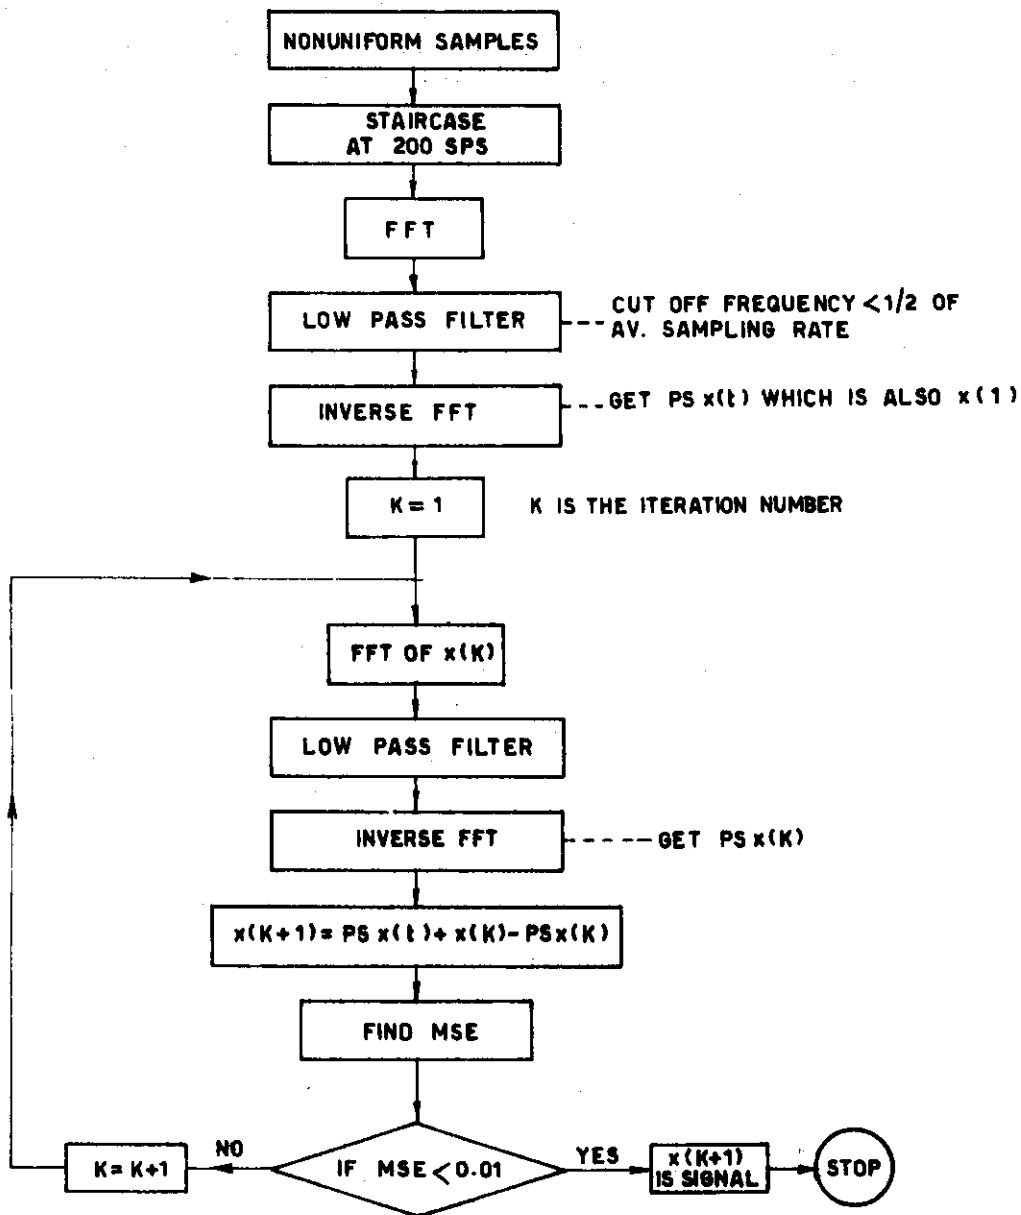 NONUNIFORM SAMPLES
STAIRCASE
AT 200 SPS
FFT
LOW PASS FILTER
CUT OFF FREQUENCY <1/2 OF
AV. SAMPLING RATE
INVERSE FFT
GET PS x(t) WHICH IS ALSO x(1)
K = 1
K IS THE ITERATION NUMBER
FFT OF x(K)
LOW PASS FILTER
INVERSE FFT
GET PS x(K)
x(K+1) = PS x(t) + x(K) - PSx(K)
FIND MSE
IF MSE < 0.01
NO
K = K+1
YES
x(K+1)
IS SIGNAL
STOP